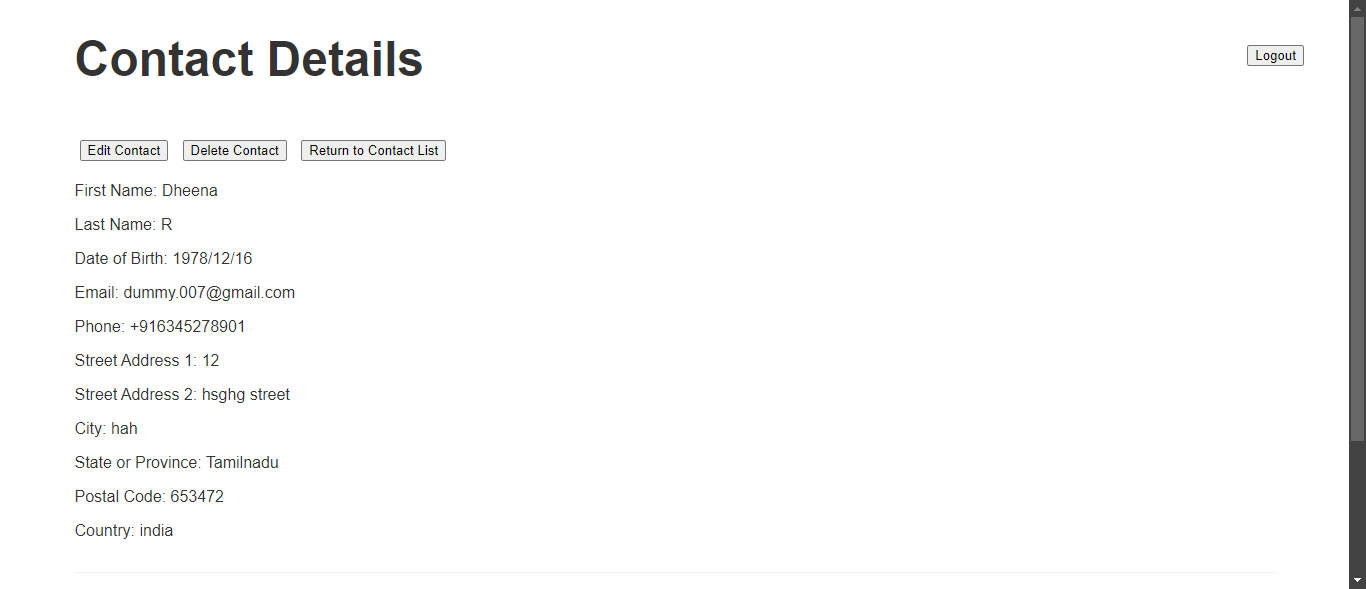 Contact Details
Logout
Edit Contact Delete Contact Return to Contact List
First Name: Dheena
Last Name: R
Date of Birth: 1978/12/16
Email: dummy.007@gmail.com
Phone: +916345278901
Street Address 1: 12
Street Address 2: hsghg street
City: hah
State or Province: Tamilnadu
Postal Code: 653472
Country: india